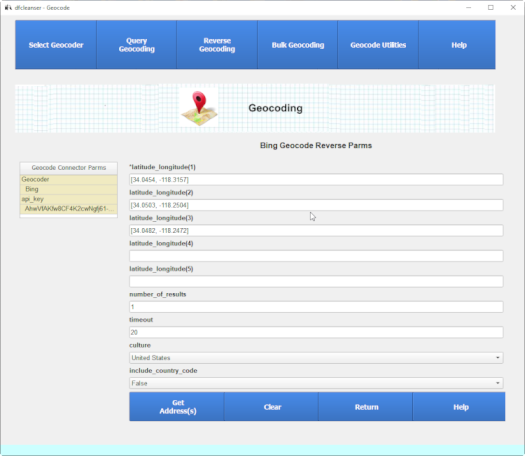 dfcleanser - Geocode
Select Geocoder
Query
Geocoding
Reverse
Geocoding
Bulk Geocoding
Geocode Utilities
Help
Geocoding
Bing Geocode Reverse Parms
Geocode Connector Parms
Geocoder
Bing
api_key
*latitude_longitude(1)
[34.0454, -118.3157]
latitude_longitude(2)
[34.0503, -118.2504]
latitude_longitude(3)
[34.0482, -118.2472]
latitude_longitude(4)
latitude_longitude(5)
number_of_results
1
timeout
20
culture
United States
include_country_code
False
Get
Address(s)
Clear
Return
Help